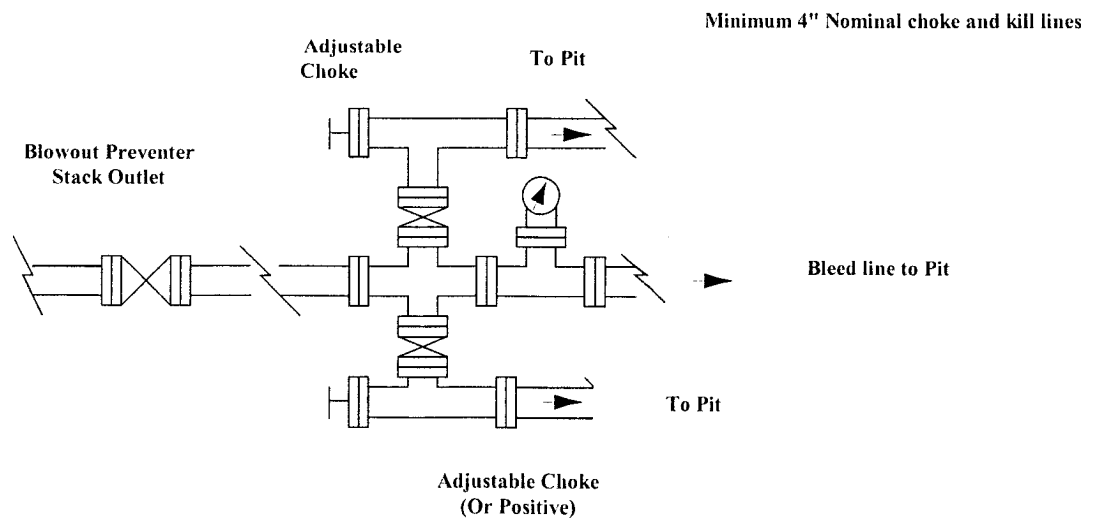 Minimum 4" Nominal choke and kill lines
Adjustable
Choke
To Pit
Blowout Preventer
Stack Outlet
Bleed line to Pit
To Pit
Adjustable Choke
(Or Positive)